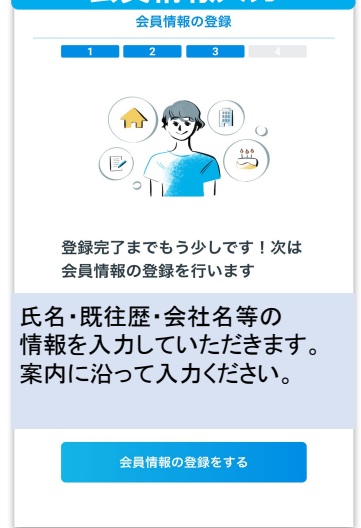 会員情報の登録
1 2 3 4
登録完了までもう少しです！次は
会員情報の登録を行います
氏名・既往歴・会社名等の
情報を入力していただきます。
案内に沿って入力ください。
会員情報の登録をする